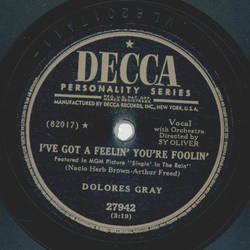 DECCA
PERSONALITY SERIES
MANUFACTURED BY DECCA RECORDS, INC., NEW YORK, U.S.A.
(82017) ★
Vocal
with Orchestra
Directed by
SY OLIVER
I'VE GOT A FEELIN' YOU'RE FOOLIN'
Featured in MGM Picture "Singin' In The Rain"
(Nacio Herb Brown-Arthur Freed)
DOLORES GRAY
27942
(3:19)